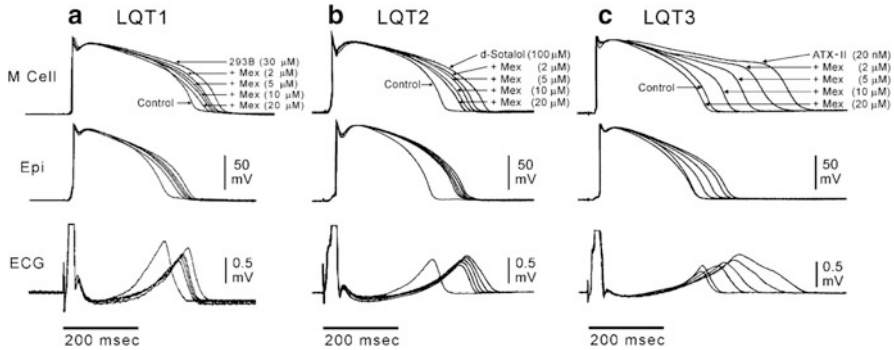 a LQT1
b LQT2
c LQT3
M Cell
293B (30 µM)
+ Mex (2 µM)
+ Mex (5 µM)
+ Mex (10 µM)
+ Mex (20 µM)
Control
d-Sotalol (100µM)
+ Mex (2 µM)
+ Mex (5 µM)
+ Mex (10µM)
+ Mex (20 µM)
Control
ATX-II (20 nM)
+ Mex (2 µM)
+ Mex (5 µM)
+ Mex (10 µM)
+ Mex (20 µM)
Control
Epi
50
mV
50
mV
50
mV
ECG
0.5
mV
0.5
mV
0.5
mV
200 msec
200 msec
200 msec